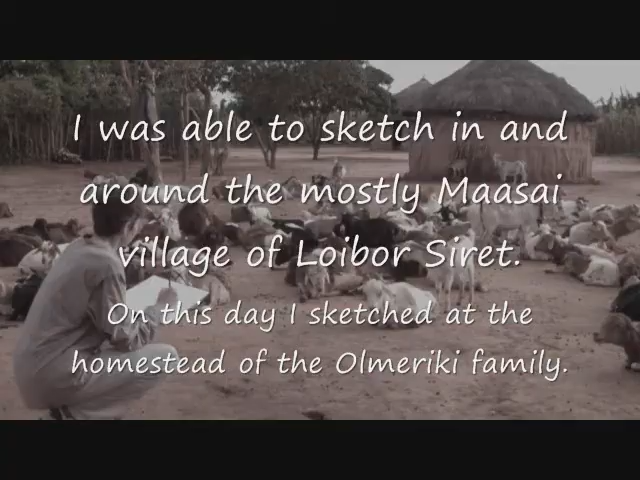 I was able to sketch in and
around the mostly Maasai
village of Loibor Siret.
On this day I sketched at the
homestead of the Olmeriki family.